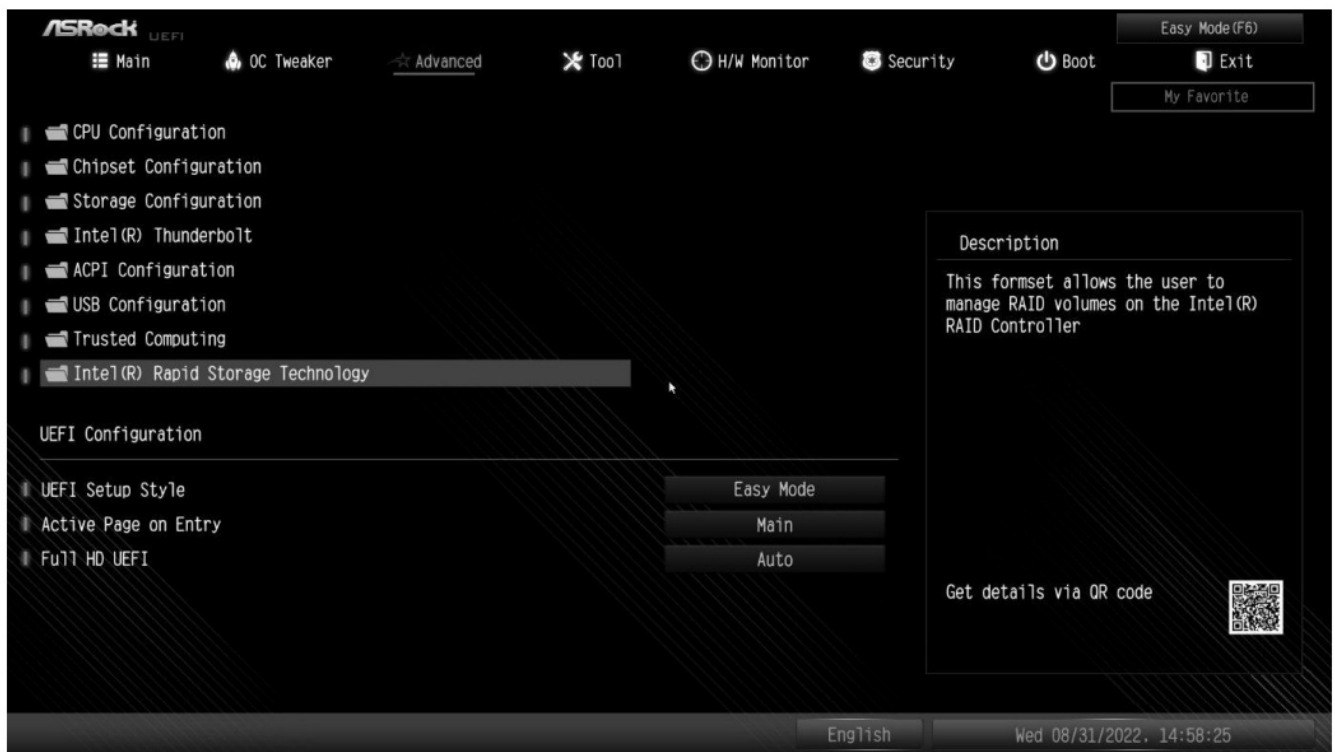 ASRock UEFI
Easy Mode(F6)
Main OC Tweaker Advanced Tool H/W Monitor Security Boot Exit
My Favorite
CPU Configuration
Chipset Configuration
Storage Configuration
Intel(R) Thunderbolt
ACPI Configuration
USB Configuration
Trusted Computing
Intel(R) Rapid Storage Technology
UEFI Configuration
UEFI Setup Style Easy Mode
Active Page on Entry Main
Full HD UEFI Auto
Description
This formset allows the user to
manage RAID volumes on the Intel(R)
RAID Controller
Get details via QR code
English Wed 08/31/2022. 14:58:25